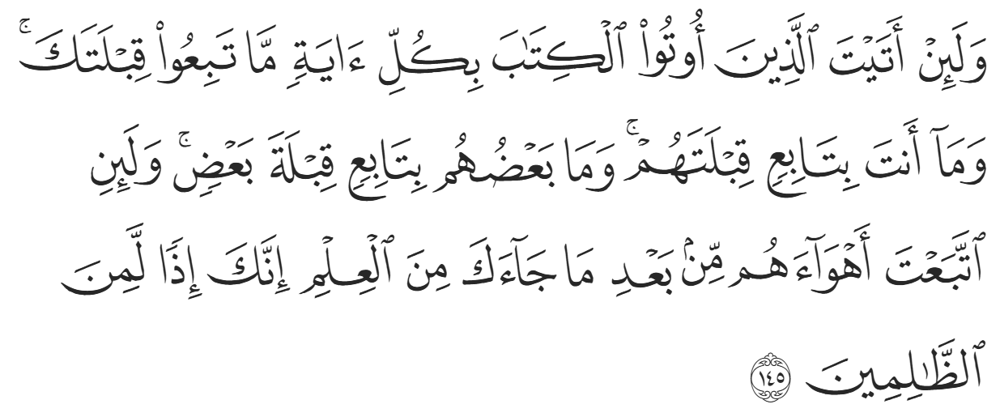 وَلَئِنْ أَتَيْتَ ٱلَّذِينَ أُوتُوا۟ ٱلْكِتَٰبَ بِكُلِّ ءَايَةٍۢ مَّا تَبِعُوا۟ قِبْلَتَكَ ۚ
وَمَآ أَنتَ بِتَابِعٍۢ قِبْلَتَهُمْ ۚ وَمَا بَعْضُهُم بِتَابِعٍۢ قِبْلَةَ بَعْضٍۢ ۚ وَلَئِنِ
ٱتَّبَعْتَ أَهْوَآءَهُم مِّنۢ بَعْدِ مَا جَآءَكَ مِنَ ٱلْعِلْمِ إِنَّكَ إِذًۭا لَّمِنَ
ٱلظَّٰلِمِينَ ١٤٥